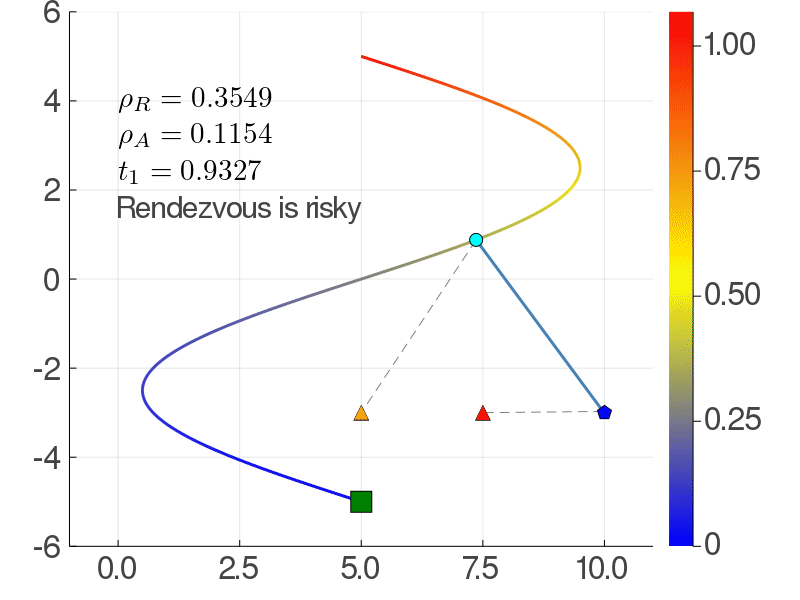 6
4
2
0
-2
-4
-6
ρ_R = 0.3549
ρ_A = 0.1154
t_1 = 0.9327
Rendezvous is risky
0.0 2.5 5.0 7.5 10.0
1.00
0.75
0.50
0.25
0